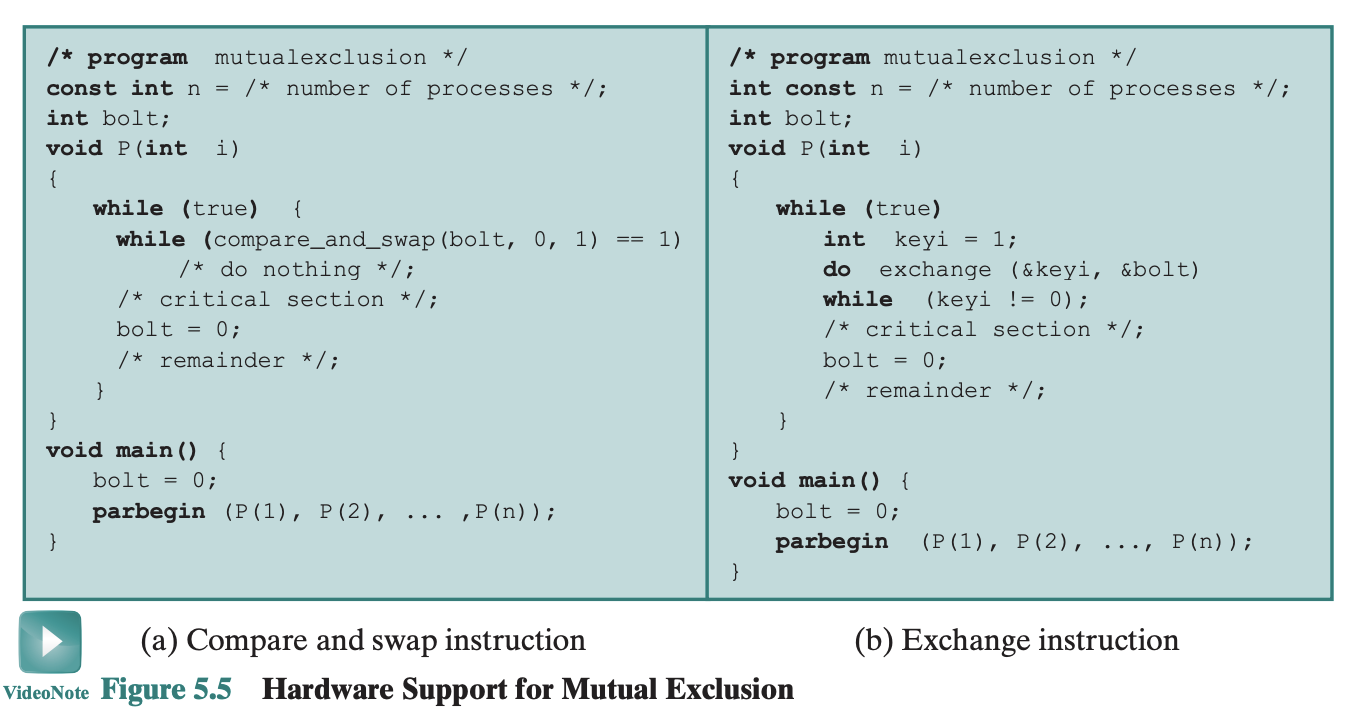 /* program mutualexclusion */
const int n = /* number of processes */;
int bolt;
void P(int i)
{
while (true) {
while (compare_and_swap(bolt, 0, 1) == 1)
/* do nothing */;
/* critical section */;
bolt = 0;
/* remainder */;
}
}
void main() {
bolt = 0;
parbegin (P(1), P(2), ... ,P(n));
}
/* program mutualexclusion */
int const n = /* number of processes */;
int bolt;
void P(int i)
{
while (true)
int keyi = 1;
do exchange (&keyi, &bolt)
while (keyi != 0);
/* critical section */;
bolt = 0;
/* remainder */;
}
}
void main() {
bolt = 0;
parbegin (P(1), P(2), ..., P(n));
}
(a) Compare and swap instruction
(b) Exchange instruction
VideoNote Figure 5.5 Hardware Support for Mutual Exclusion